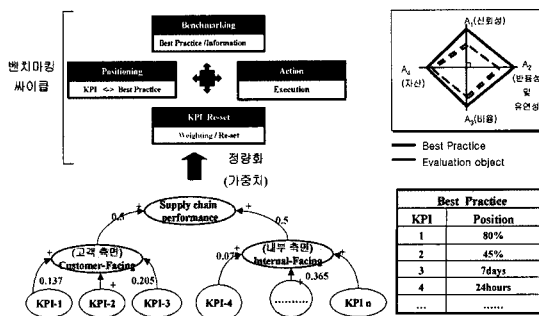 Benchmarking
Best Practice /Information
벤치마킹
싸이클
Positioning
KPI <-> Best Practice
Action
Execution
KPI Re-set
Weighting / Re-set
정량화
(가중치)
A₁(신뢰성)
A₂
(반응성
및
유연성)
A₃(비용)
A₄
(자산)
Best Practice
Evaluation object
Supply chain
performance
+
+
0.5
0.5
(고객 측면)
Customer-Facing
(내부 측면)
Internal-Facing
+
+
+
+
+
+
0.137
0.205
0.075
0.365
KPI-1
KPI-2
KPI-3
KPI-4
..........
KPI n
Best Practice
KPI Position
1 80%
2 45%
3 7days
4 24hours
.... ......